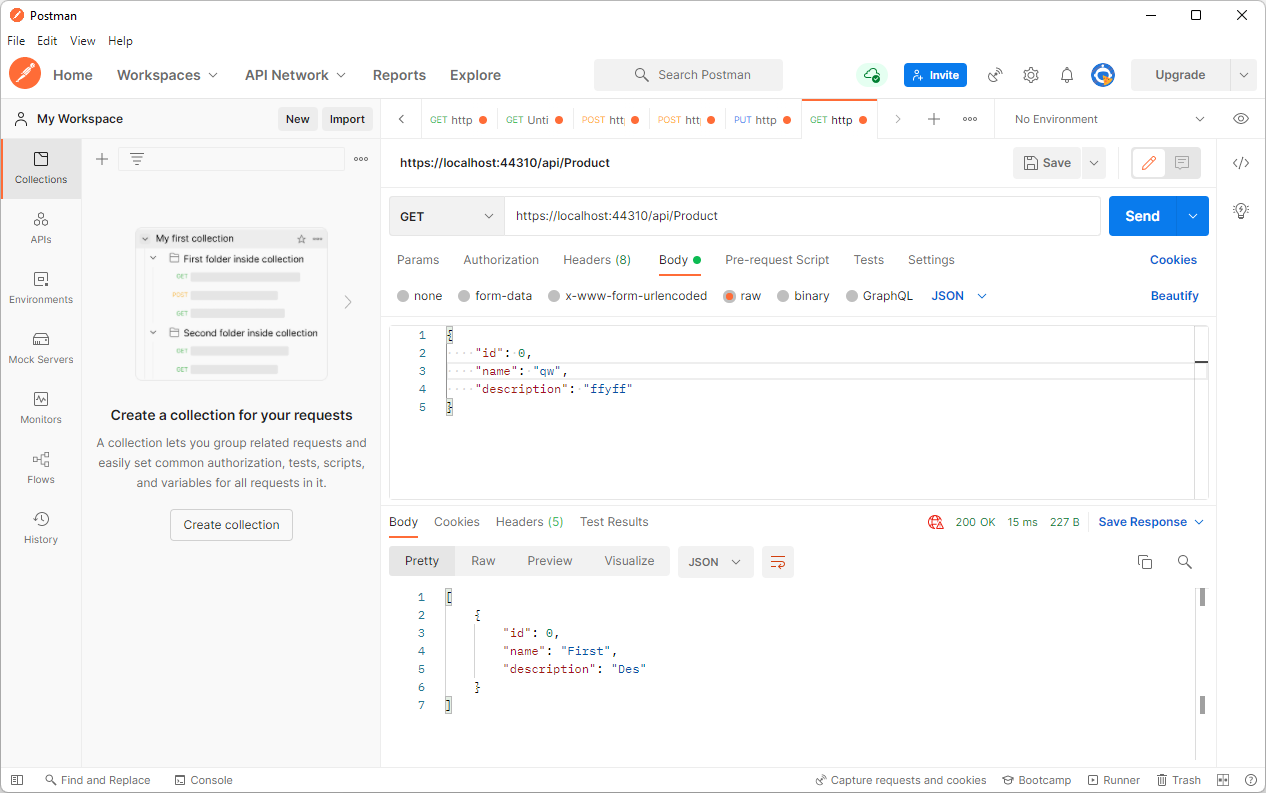 Postman
File Edit View Help
Home Workspaces API Network Reports Explore Search Postman Invite Upgrade
My Workspace New Import
GET http GET Unti POST htt POST htt PUT http GET http No Environment
Collections
APIs
Environments
Mock Servers
Monitors
Flows
History
My first collection
First folder inside collection
GET
POST
GET
Second folder inside collection
GET
GET
Create a collection for your requests
A collection lets you group related requests and
easily set common authorization, tests, scripts,
and variables for all requests in it.
Create collection
https://localhost:44310/api/Product Save
GET https://localhost:44310/api/Product Send
Params Authorization Headers (8) Body Pre-request Script Tests Settings Cookies
none form-data x-www-form-urlencoded raw binary GraphQL JSON Beautify
1 {
2 "id": 0,
3 "name": "qw",
4 "description": "ffyff"
5 }
Body Cookies Headers (5) Test Results 200 OK 15 ms 227 B Save Response
Pretty Raw Preview Visualize JSON
1 [
2 {
3 "id": 0,
4 "name": "First",
5 "description": "Des"
6 }
7 ]
Find and Replace Console Capture requests and cookies Bootcamp Runner Trash